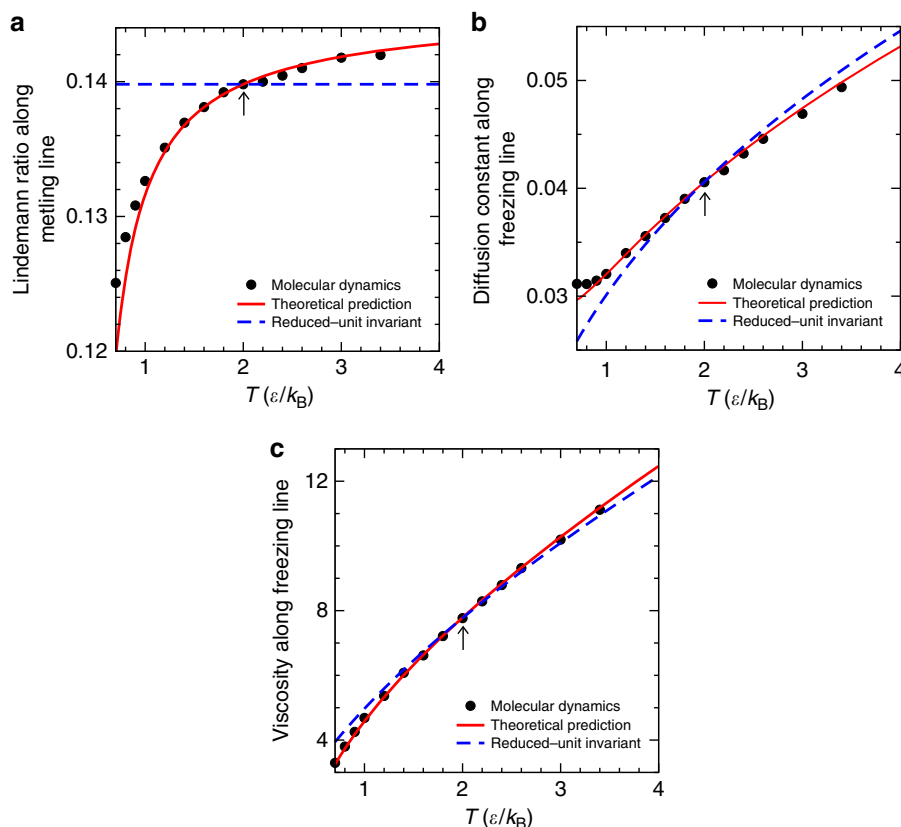 a
Lindemann ratio along
metling line
0.14
0.13
0.12
Molecular dynamics
Theoretical prediction
Reduced–unit invariant
1 2 3 4
T (ε/kB)
b
Diffusion constant along
freezing line
0.05
0.04
0.03
Molecular dynamics
Theoretical prediction
Reduced–unit invariant
1 2 3 4
T (ε/kB)
c
Viscosity along freezing line
12
8
4
Molecular dynamics
Theoretical prediction
Reduced–unit invariant
1 2 3 4
T (ε/kB)